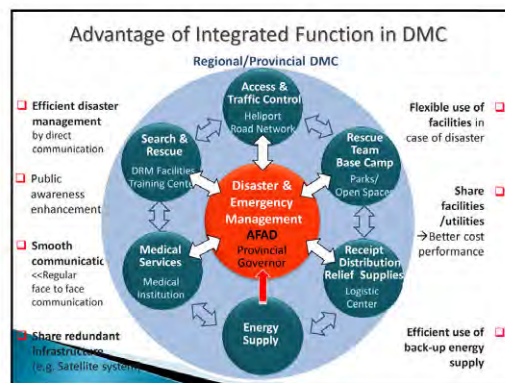 Advantage of Integrated Function in DMC
Regional/Provincial DMC
Access &
Traffic Control
Heliport
Road Network
Search &
Rescue
DRM Facilities
Training Cente
Rescue
Team
Base Camp
Parks/
Open Spaces
Disaster &
Emergency
Management
AFAD
Provincial
Governor
Medical
Services
Medical
Institution
Receipt
Distribution
Relief Supplies
Logistic
Center
Energy
Supply
Efficient disaster
management
by direct
communication
Public
awareness
enhancement
Smooth
communicatic
<<Regular
face to face
communication
Share redundant
infrastructure
(e.g. Satellite system)
Flexible use of
facilities in
case of disaster
Share
facilities
/utilities
→Better cost
performance
Efficient use of
back-up energy
supply